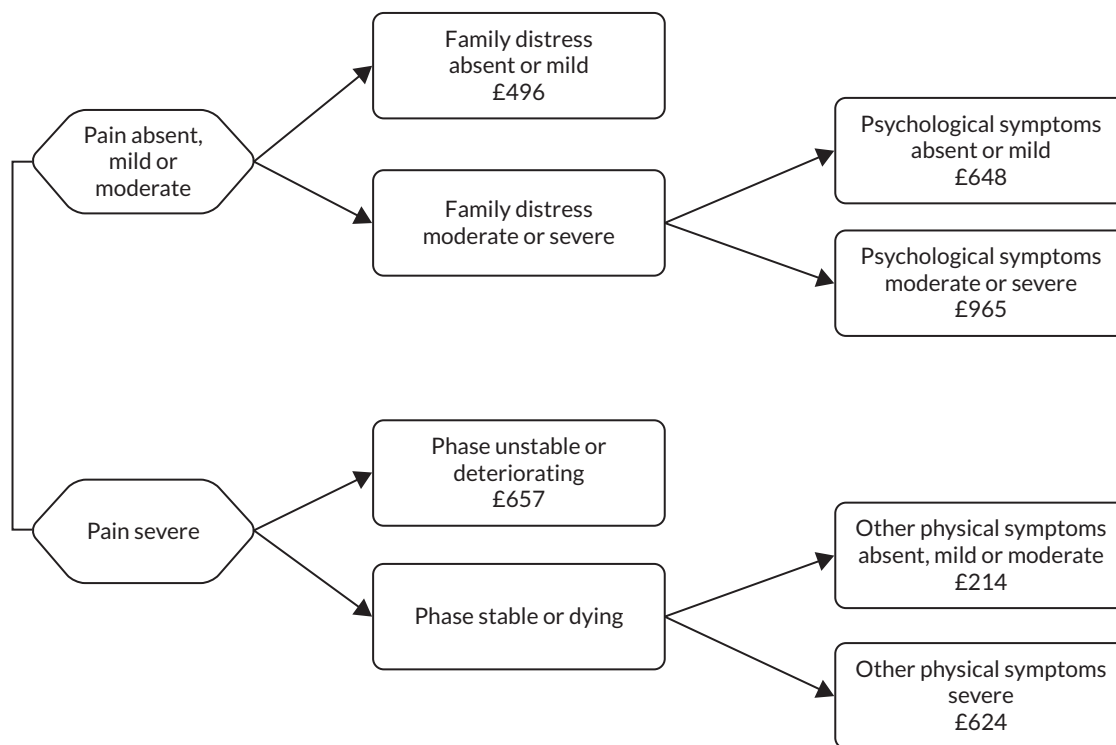 Pain absent,
mild or
moderate
Family distress
absent or mild
£496
Family distress
moderate or severe
Psychological symptoms
absent or mild
£648
Psychological symptoms
moderate or severe
£965
Pain severe
Phase unstable or
deteriorating
£657
Phase stable or dying
Other physical symptoms
absent, mild or moderate
£214
Other physical symptoms
severe
£624